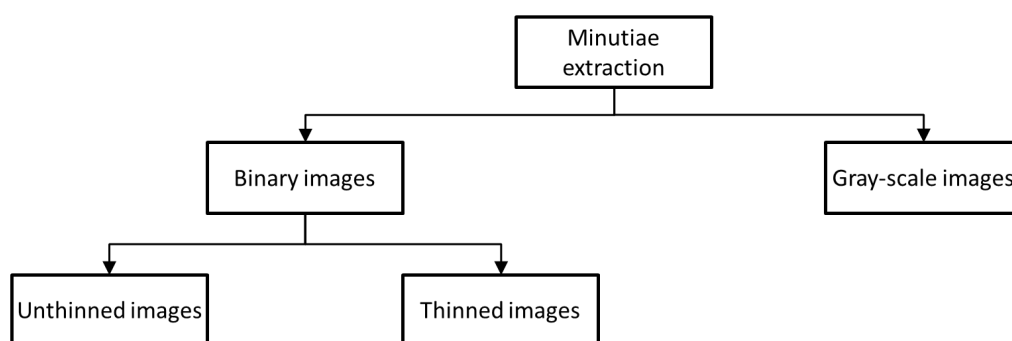 Minutiae
extraction
Binary images
Gray-scale images
Unthinned images
Thinned images